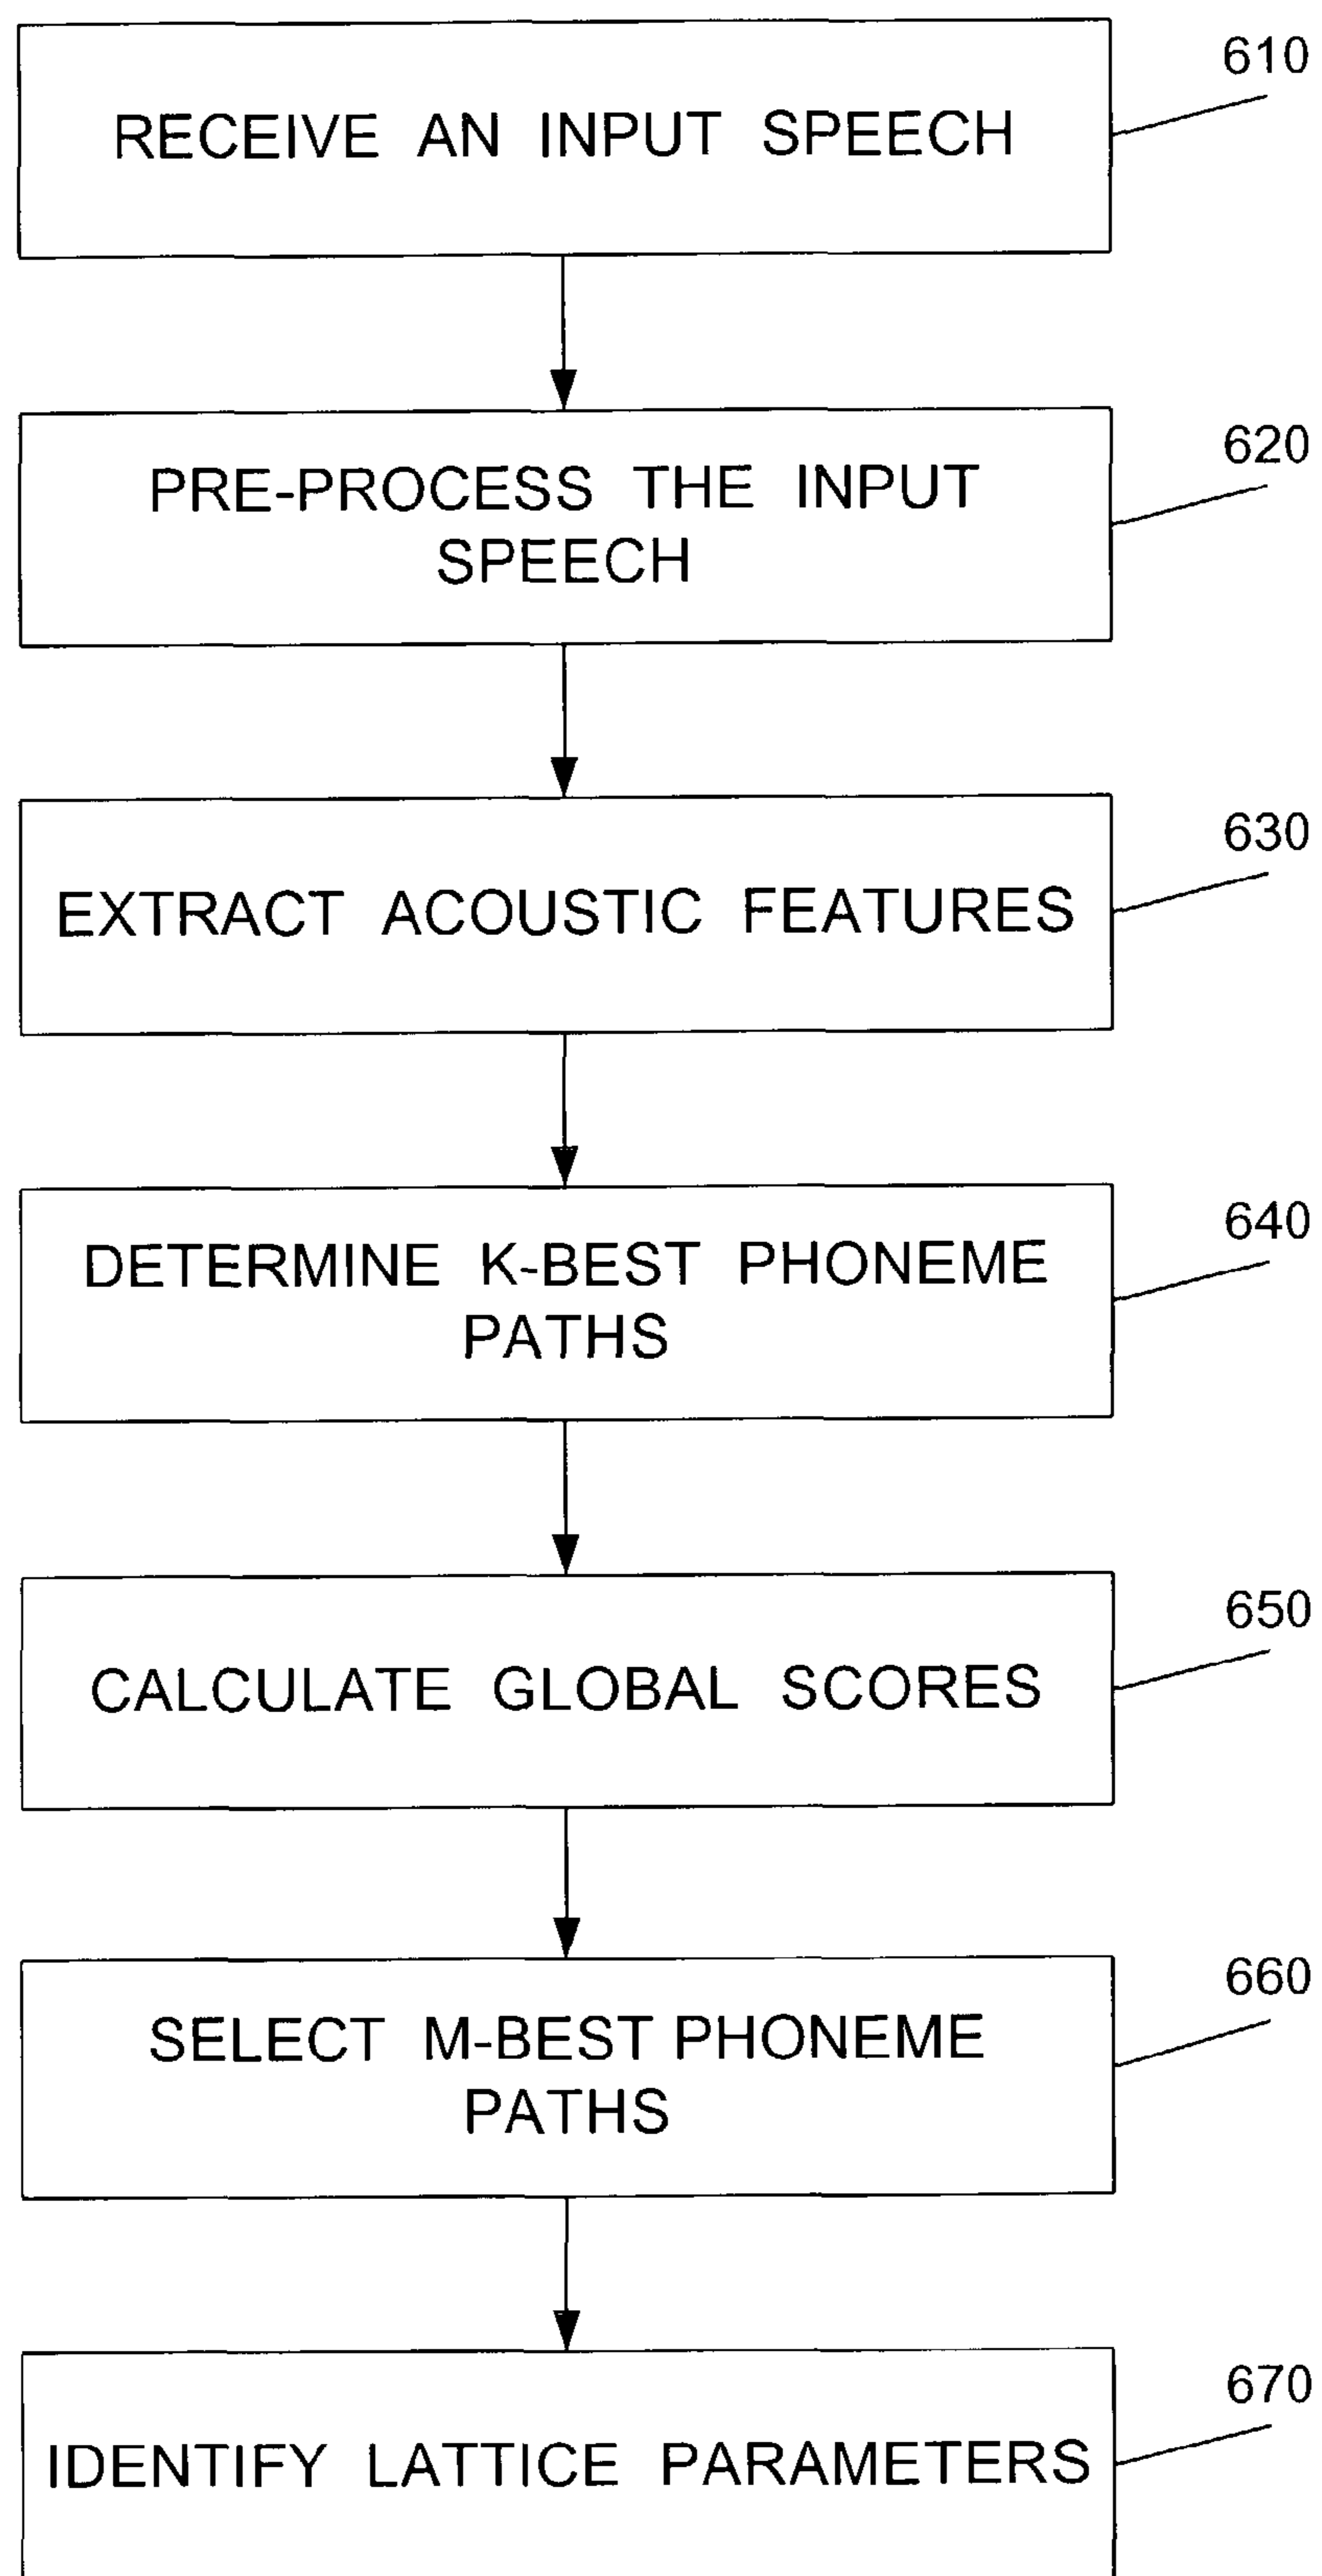 610
RECEIVE AN INPUT SPEECH
620
PRE-PROCESS THE INPUT
SPEECH
630
EXTRACT ACOUSTIC FEATURES
640
DETERMINE K-BEST PHONEME
PATHS
650
CALCULATE GLOBAL SCORES
660
SELECT M-BEST PHONEME
PATHS
670
IDENTIFY LATTICE PARAMETERS